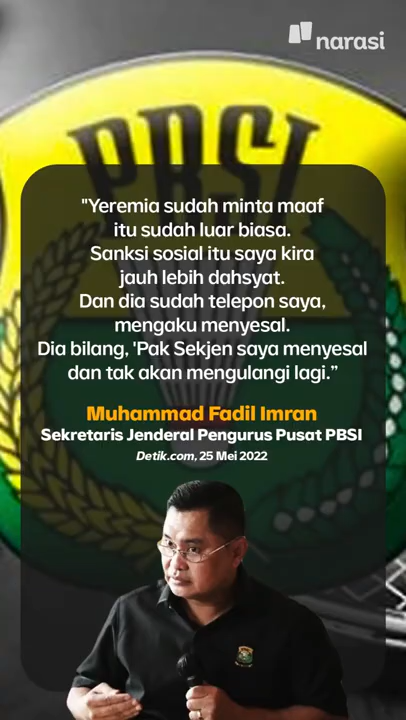 narasi
PBSI
"Yeremia sudah minta maaf
itu sudah luar biasa.
Sanksi sosial itu saya kira
jauh lebih dahsyat.
Dan dia sudah telepon saya,
mengaku menyesal.
Dia bilang, 'Pak Sekjen saya menyesal
dan tak akan mengulangi lagi.”
Muhammad Fadil Imran
Sekretaris Jenderal Pengurus Pusat PBSI
Detik.com, 25 Mei 2022